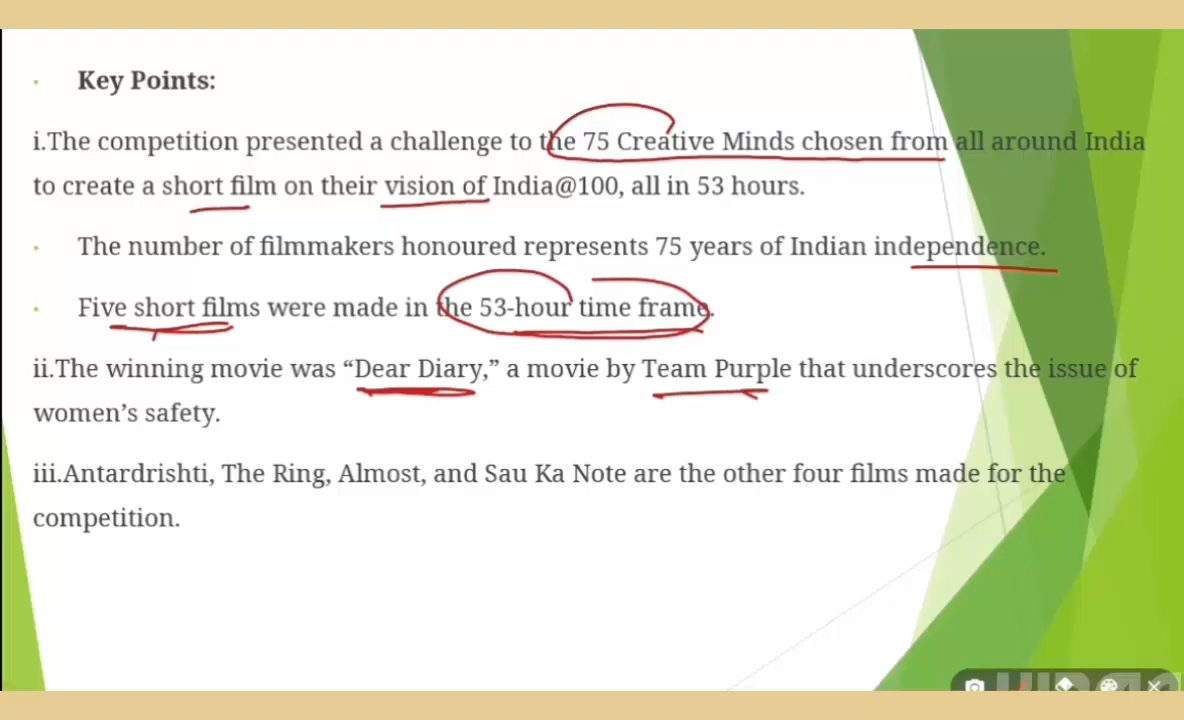 · Key Points:
i.The competition presented a challenge to the 75 Creative Minds chosen from all around India
to create a short film on their vision of India@100, all in 53 hours.
· The number of filmmakers honoured represents 75 years of Indian independence.
· Five short films were made in the 53-hour time frame.
ii.The winning movie was “Dear Diary,” a movie by Team Purple that underscores the issue of
women’s safety.
iii.Antardrishti, The Ring, Almost, and Sau Ka Note are the other four films made for the
competition.